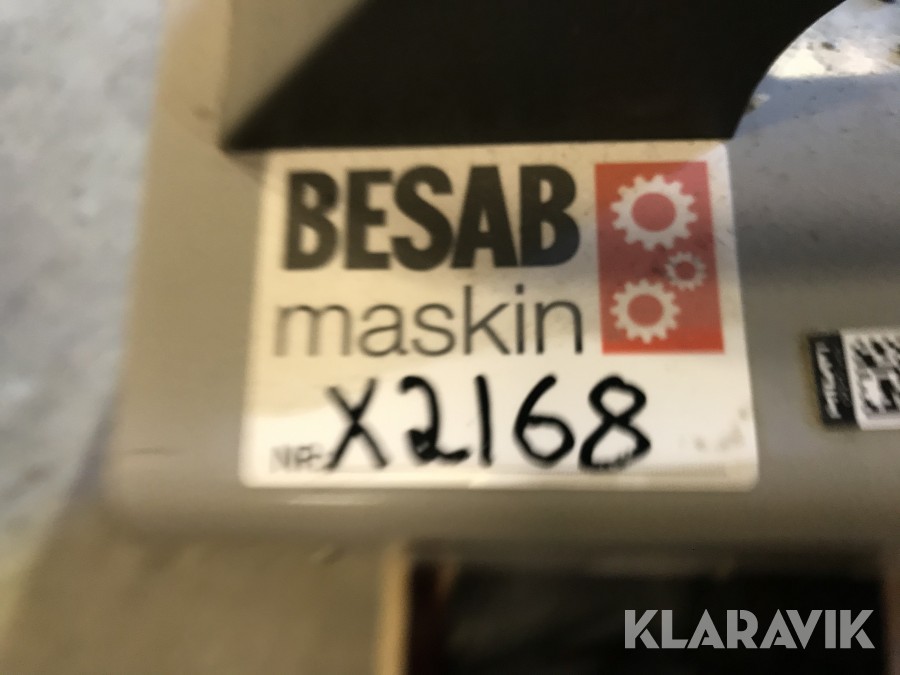 BESAB
maskin
NR: X2168
KLARAVIK